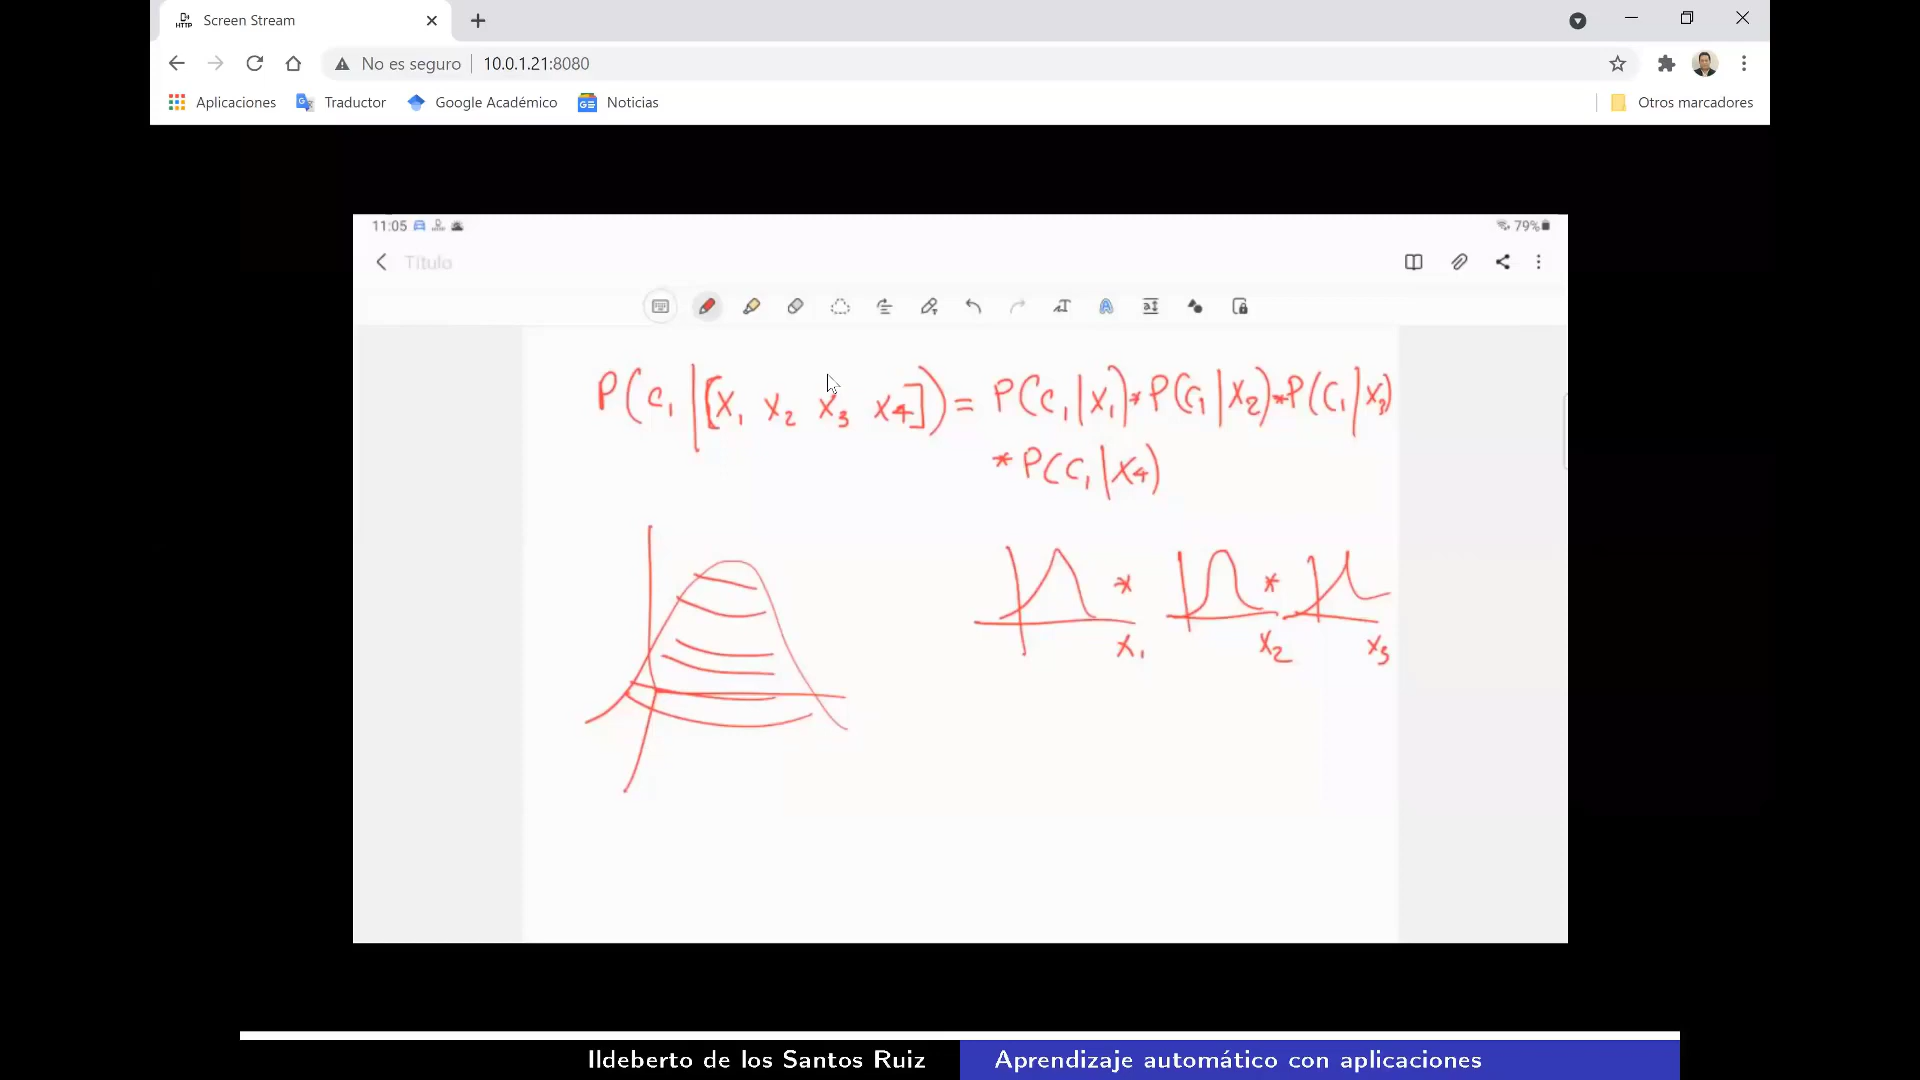 Screen Stream
No es seguro 10.0.1.21:8080
Aplicaciones Traductor Google Académico Noticias Otros marcadores
11:05 79%
Título
P(C₁|[X₁ X₂ X₃ X₄]) = P(C₁|X₁)*P(C₁|X₂)*P(C₁|X₃)
*P(C₁|X₄)
* *
X₁ X₂ X₃
Ildeberto de los Santos Ruiz Aprendizaje automático con aplicaciones